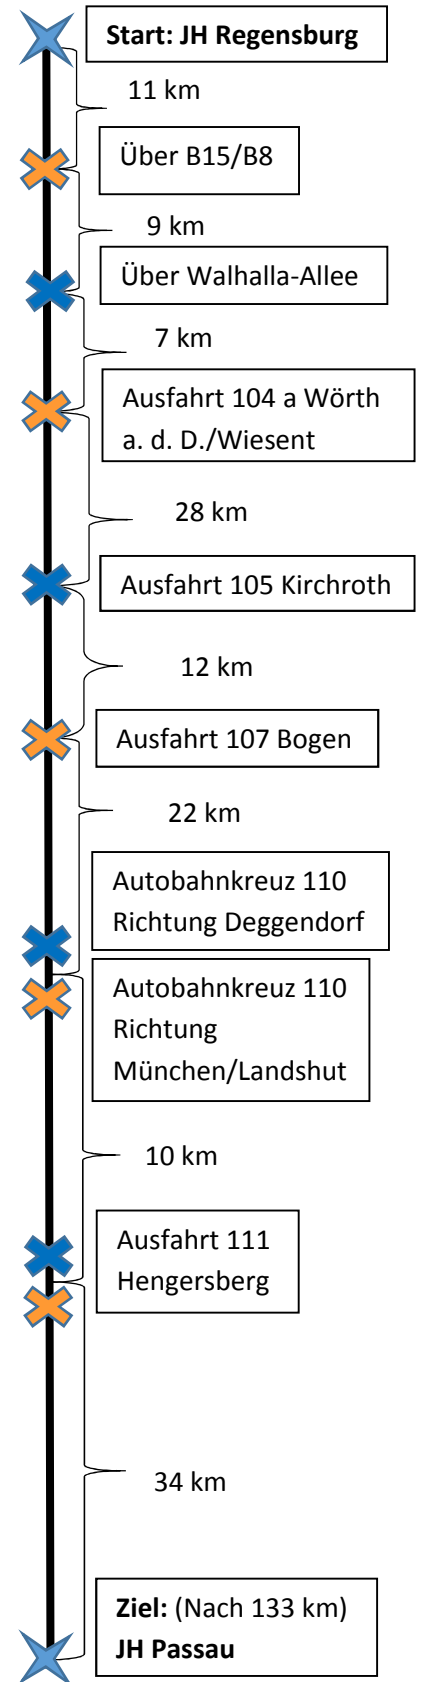 Start: JH Regensburg
11 km
Über B15/B8
9 km
Über Walhalla-Allee
7 km
Ausfahrt 104 a Wörth
a. d. D./Wiesent
28 km
Ausfahrt 105 Kirchroth
12 km
Ausfahrt 107 Bogen
22 km
Autobahnkreuz 110
Richtung Deggendorf
Autobahnkreuz 110
Richtung
München/Landshut
10 km
Ausfahrt 111
Hengersberg
34 km
Ziel: (Nach 133 km)
JH Passau